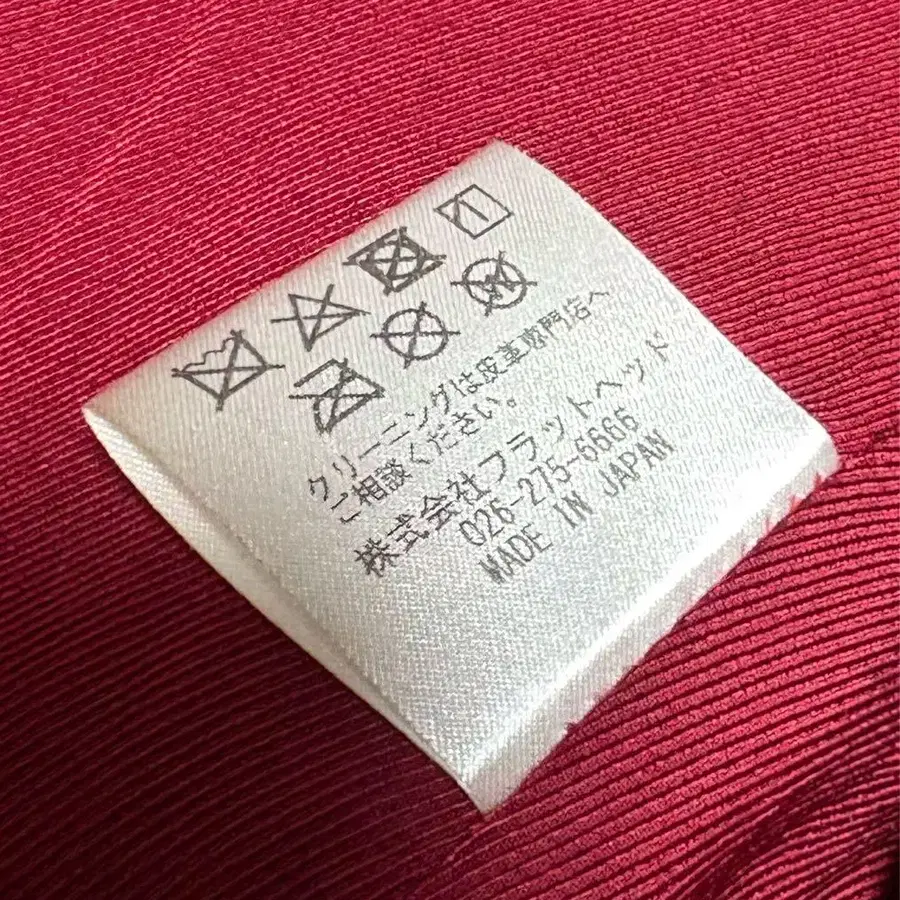 クリーニングは皮革専門店へ
ご相談ください。
株式会社フラットヘッド
026-275-6666
MADE IN JAPAN